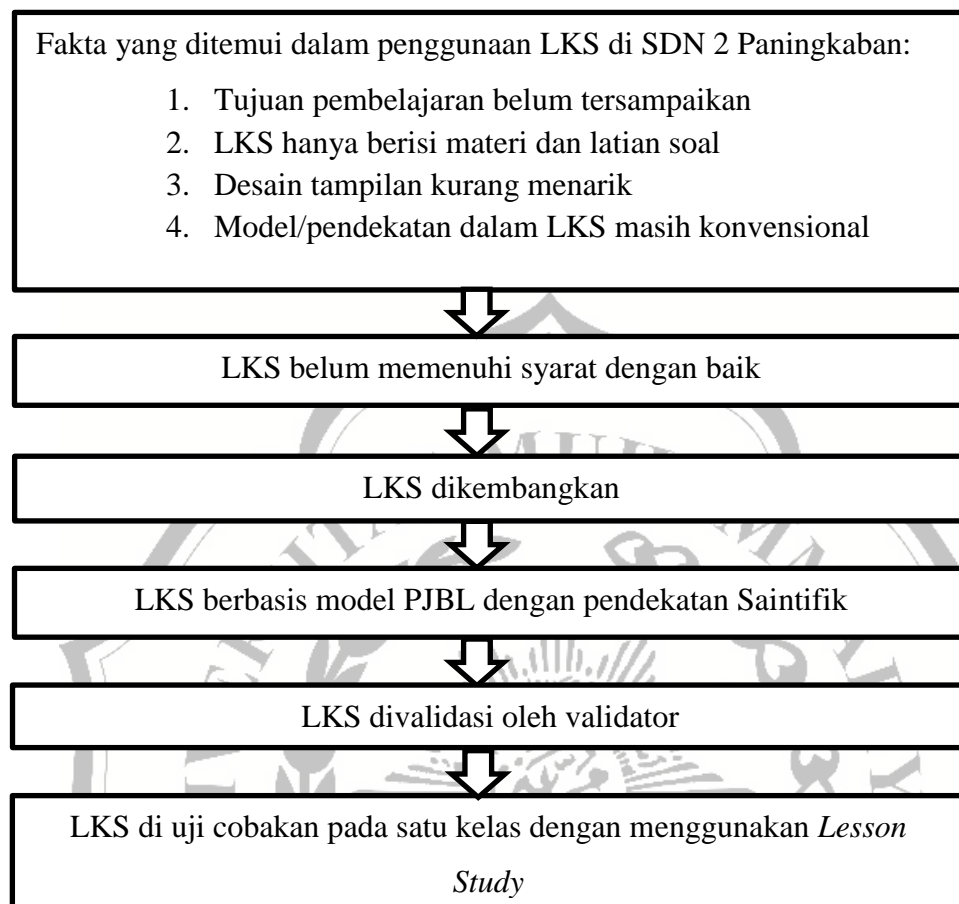 Fakta yang ditemui dalam penggunaan LKS di SDN 2 Paningkaban:
1. Tujuan pembelajaran belum tersampaikan
2. LKS hanya berisi materi dan latian soal
3. Desain tampilan kurang menarik
4. Model/pendekatan dalam LKS masih konvensional
LKS belum memenuhi syarat dengan baik
LKS dikembangkan
LKS berbasis model PJBL dengan pendekatan Saintifik
LKS divalidasi oleh validator
LKS di uji cobakan pada satu kelas dengan menggunakan Lesson
Study